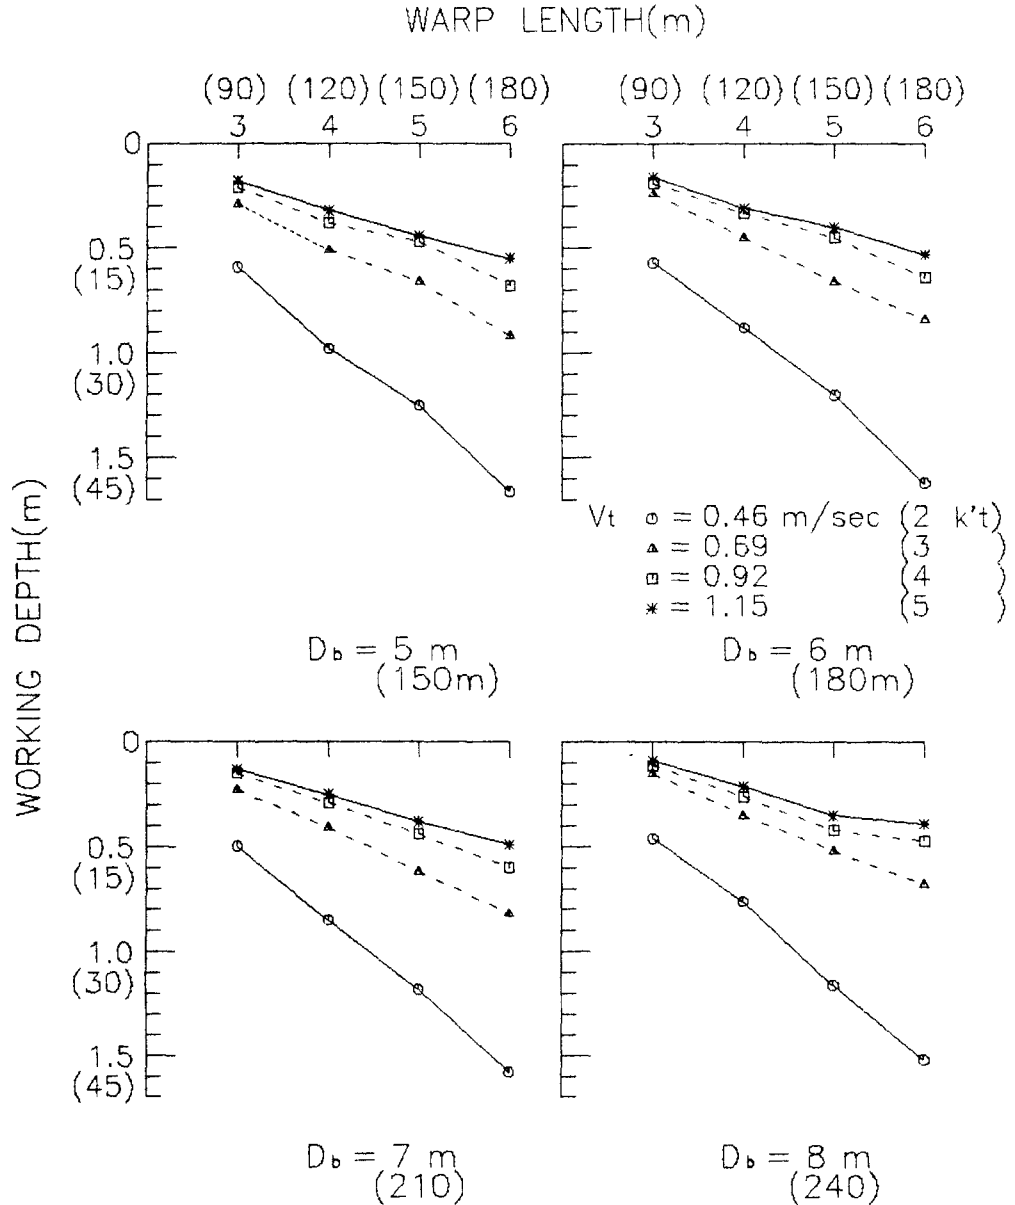 WARP LENGTH(m)
(90) (120) (150) (180) (90) (120) (150) (180)
3 4 5 6 3 4 5 6
0
0.5
(15)
1.0
(30)
1.5
(45)
WORKING DEPTH(m)
Vt = 0.46 m/sec (2 k't)
= 0.69 (3 )
= 0.92 (4 )
= 1.15 (5 )
Db = 5 m Db = 6 m
(150m) (180m)
0
0.5
(15)
1.0
(30)
1.5
(45)
Db = 7 m Db = 8 m
(210) (240)